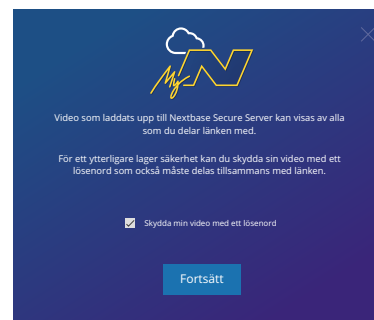 My N
Video som laddats upp till Nextbase Secure Server kan visas av alla
som du delar länken med.
För ett ytterligare lager säkerhet kan du skydda sin video med ett
lösenord som också måste delas tillsammans med länken.
Skydda min video med ett lösenord
Fortsätt